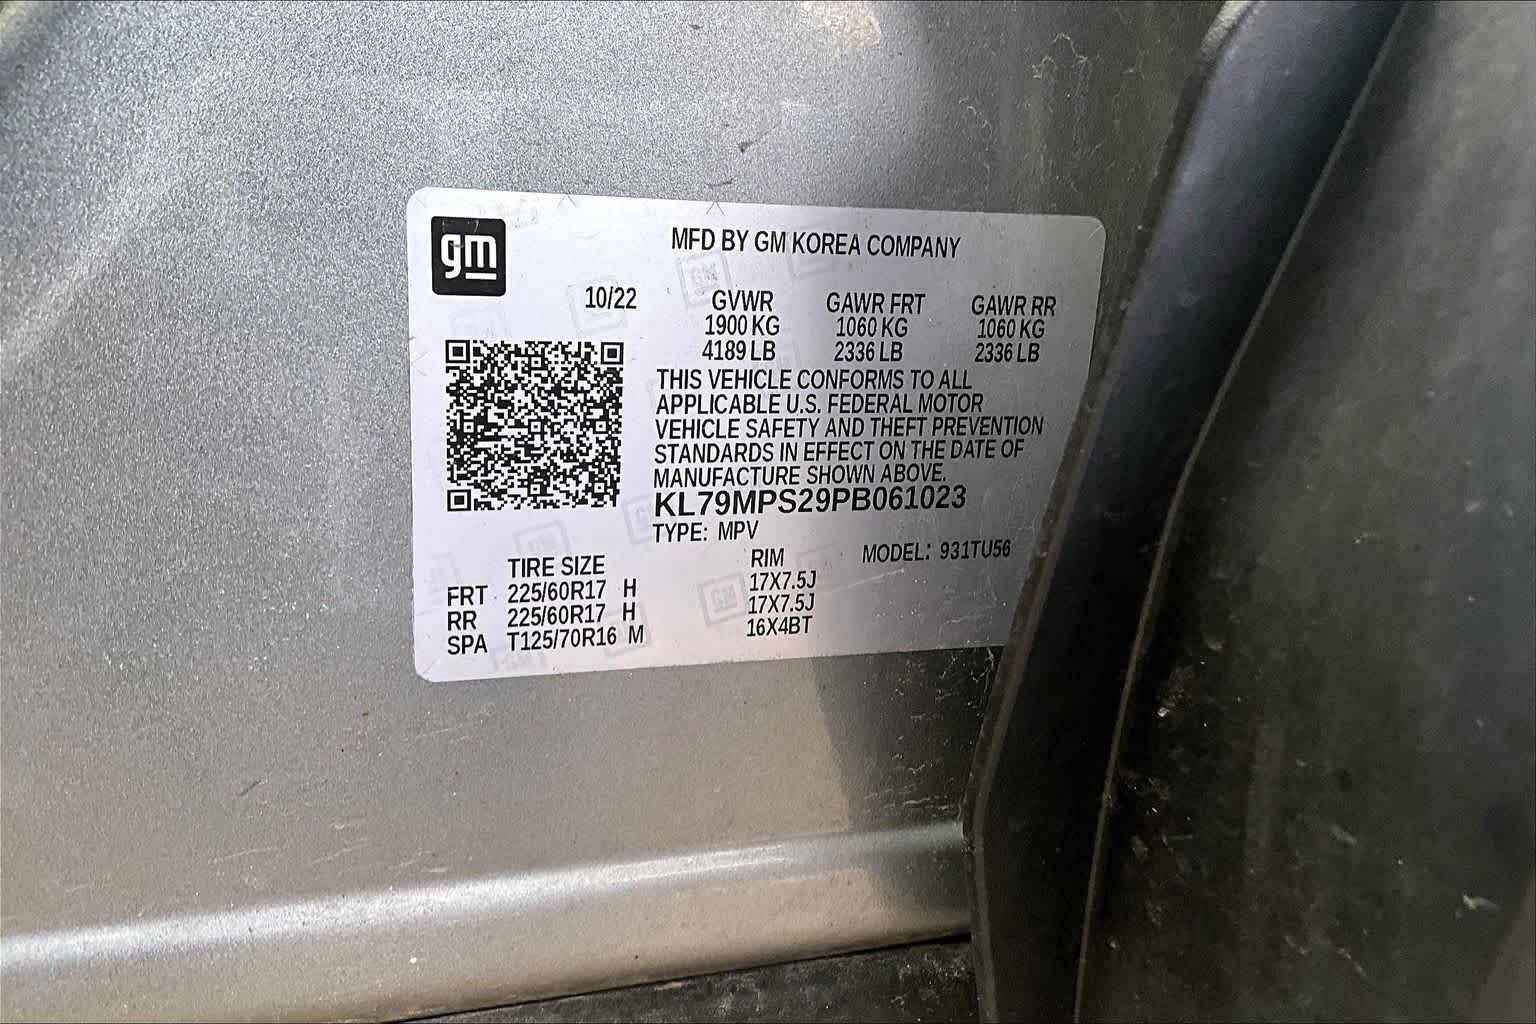 gm
MFD BY GM KOREA COMPANY
10/22
GVWR GAWR FRT GAWR RR
1900 KG 1060 KG 1060 KG
4189 LB 2336 LB 2336 LB
THIS VEHICLE CONFORMS TO ALL
APPLICABLE U.S. FEDERAL MOTOR
VEHICLE SAFETY AND THEFT PREVENTION
STANDARDS IN EFFECT ON THE DATE OF
MANUFACTURE SHOWN ABOVE.
KL79MPS29PB061023
TYPE: MPV
MODEL: 931TU56
TIRE SIZE RIM
FRT 225/60R17 H 17X7.5J
RR 225/60R17 H 17X7.5J
SPA T125/70R16 M 16X4BT